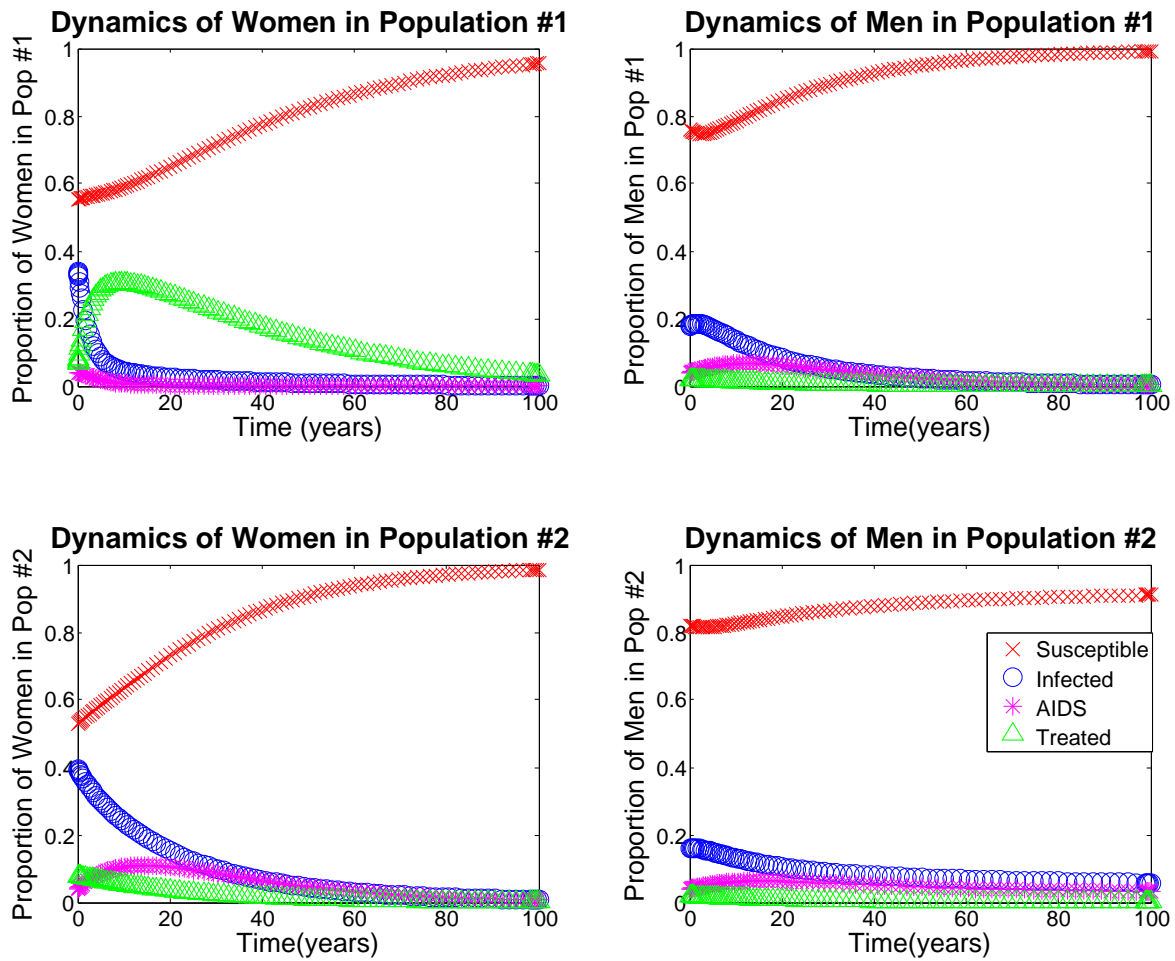 Dynamics of Women in Population #1
Proportion of Women in Pop #1
1
0.8
0.6
0.4
0.2
0
0 20 40 60 80 100
Time (years)
Dynamics of Men in Population #1
Proportion of Men in Pop #1
1
0.8
0.6
0.4
0.2
0
0 20 40 60 80 100
Time(years)
Dynamics of Women in Population #2
Proportion of Women in Pop #2
1
0.8
0.6
0.4
0.2
0
0 20 40 60 80 100
Time(years)
Dynamics of Men in Population #2
Proportion of Men in Pop #2
1
0.8
0.6
0.4
0.2
0
0 20 40 60 80 100
Time(years)
Susceptible
Infected
AIDS
Treated